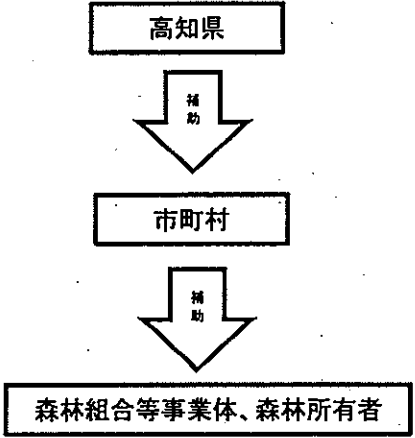 高知県
補助
市町村
補助
森林組合等事業体、森林所有者